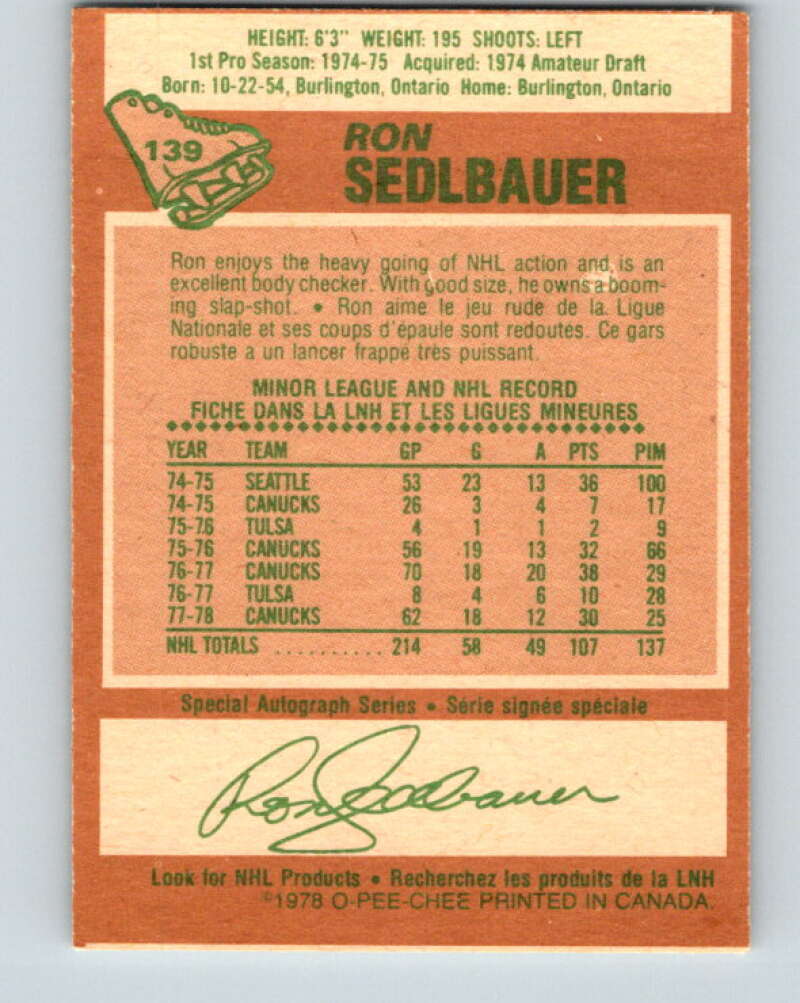 HEIGHT: 6'3" WEIGHT: 195 SHOOTS: LEFT
1st Pro Season: 1974-75 Acquired: 1974 Amateur Draft
Born: 10-22-54, Burlington, Ontario Home: Burlington, Ontario
139
RON
SEDLBAUER
Ron enjoys the heavy going of NHL action and is an
excellent body checker. With good size, he owns a boom-
ing slap-shot. • Ron aime le jeu rude de la Ligue
Nationale et ses coups d'épaule sont redoutes. Ce gars
robuste a un lancer frappé très puissant.
MINOR LEAGUE AND NHL RECORD
FICHE DANS LA LNH ET LES LIGUES MINEURES
YEAR TEAM GP G A PTS PIM
74-75 SEATTLE 53 23 13 36 100
74-75 CANUCKS 26 3 4 7 17
75-76 TULSA 4 1 1 2 9
75-76 CANUCKS 56 19 13 32 66
76-77 CANUCKS 70 18 20 38 29
76-77 TULSA 8 4 6 10 28
77-78 CANUCKS 62 18 12 30 25
NHL TOTALS .......... 214 58 49 107 137
Special Autograph Series • Série signée spéciale
Ron Sedlbauer
Look for NHL Products • Recherchez les produits de la LNH
©1978 O-PEE-CHEE PRINTED IN CANADA.